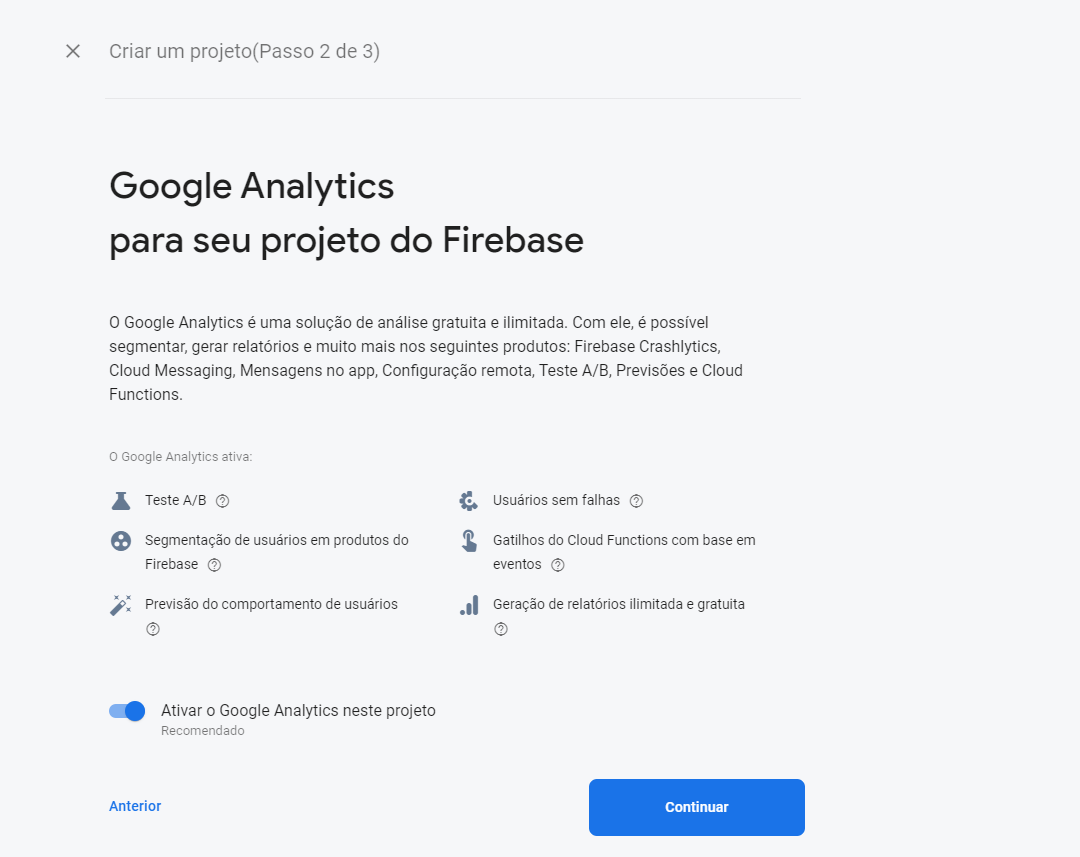 Criar um projeto(Passo 2 de 3)
Google Analytics
para seu projeto do Firebase
O Google Analytics é uma solução de análise gratuita e ilimitada. Com ele, é possível
segmentar, gerar relatórios e muito mais nos seguintes produtos: Firebase Crashlytics,
Cloud Messaging, Mensagens no app, Configuração remota, Teste A/B, Previsões e Cloud
Functions.
O Google Analytics ativa:
Teste A/B
Usuários sem falhas
Segmentação de usuários em produtos do
Firebase
Gatilhos do Cloud Functions com base em
eventos
Previsão do comportamento de usuários
Geração de relatórios ilimitada e gratuita
Ativar o Google Analytics neste projeto
Recomendado
Anterior
Continuar